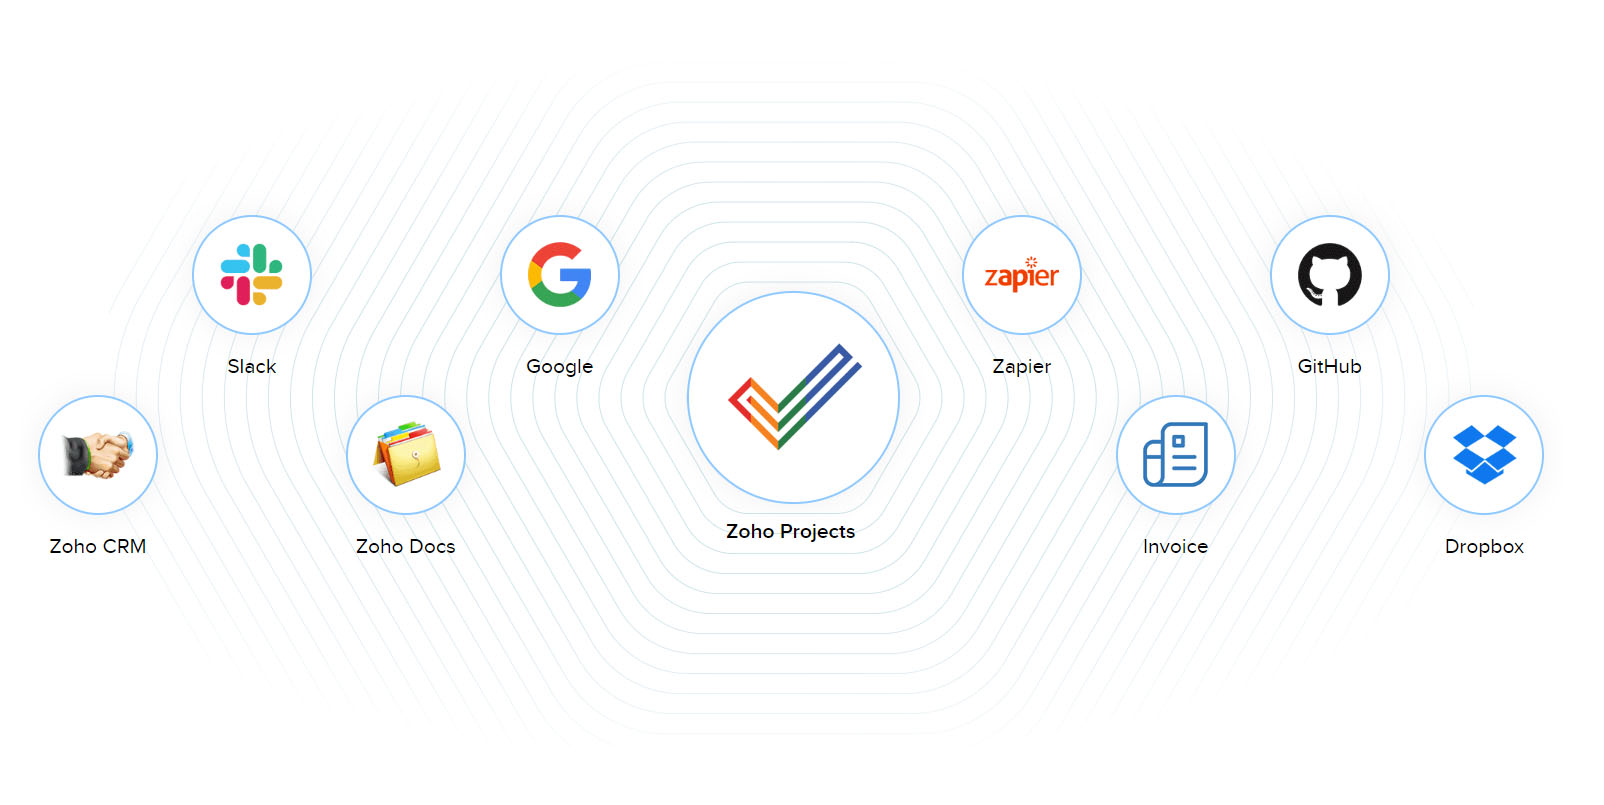 zapier
Slack
Google
Zapier
GitHub
Zoho Projects
Zoho CRM
Zoho Docs
Invoice
Dropbox